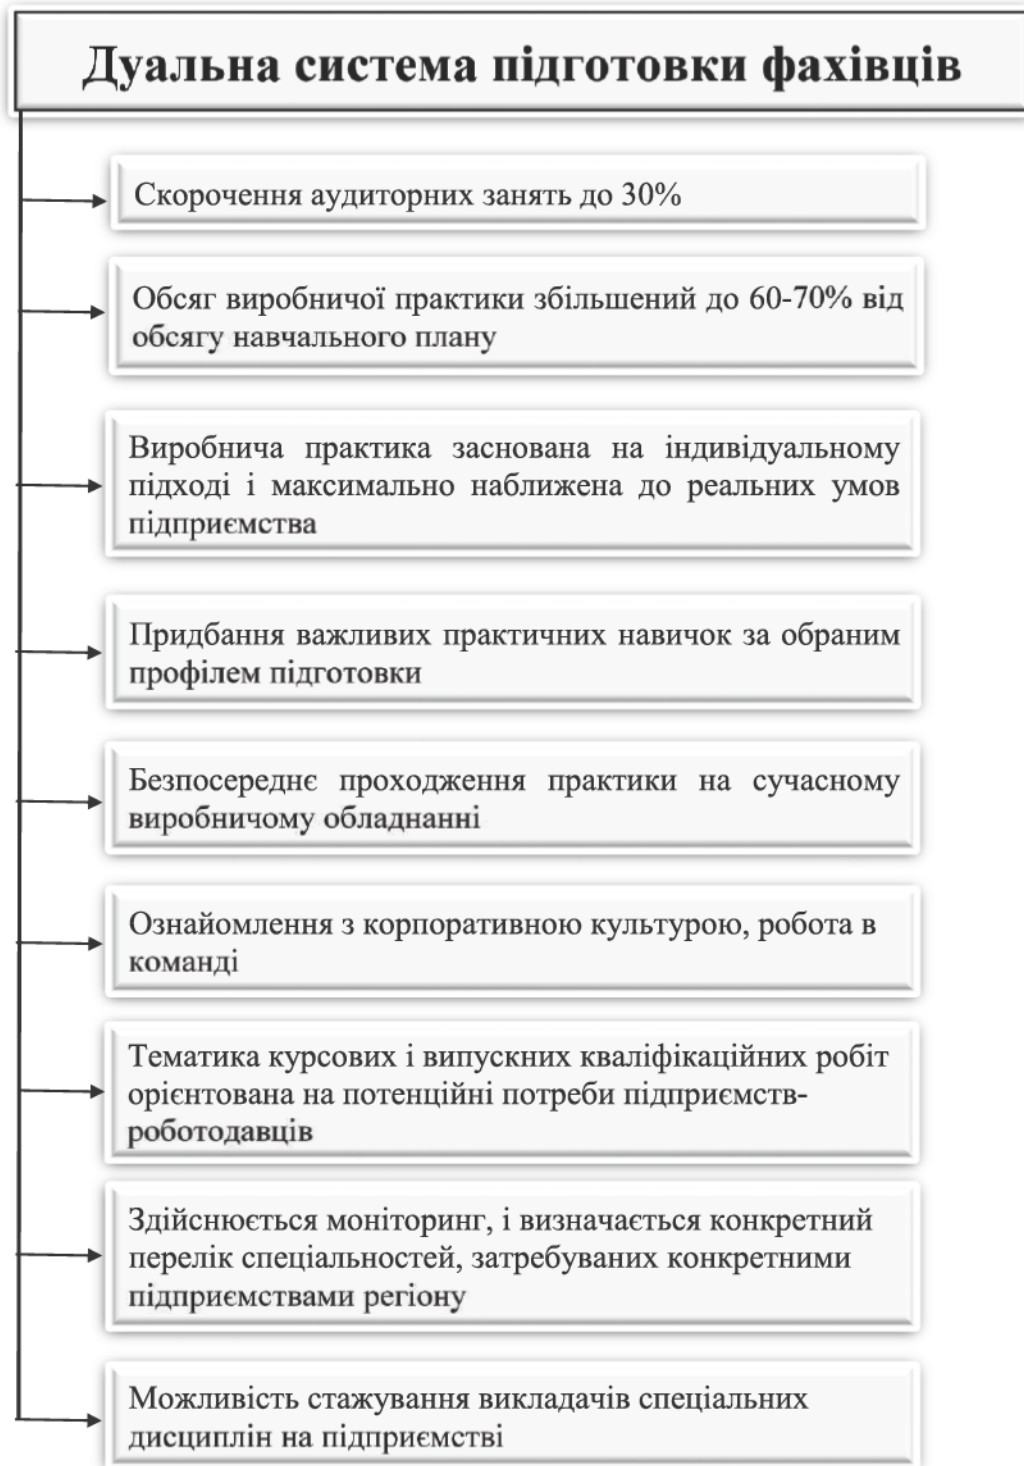 Дуальна система підготовки фахівців
Скорочення аудиторних занять до 30%
Обсяг виробничої практики збільшений до 60-70% від
обсягу навчального плану
Виробнича практика заснована на індивідуальному
підході і максимально наближена до реальних умов
підприємства
Придбання важливих практичних навичок за обраним
профілем підготовки
Безпосереднє проходження практики на сучасному
виробничому обладнанні
Ознайомлення з корпоративною культурою, робота в
команді
Тематика курсових і випускних кваліфікаційних робіт
орієнтована на потенційні потреби підприємств-
роботодавців
Здійснюється моніторинг, і визначається конкретний
перелік спеціальностей, затребуваних конкретними
підприємствами регіону
Можливість стажування викладачів спеціальних
дисциплін на підприємстві